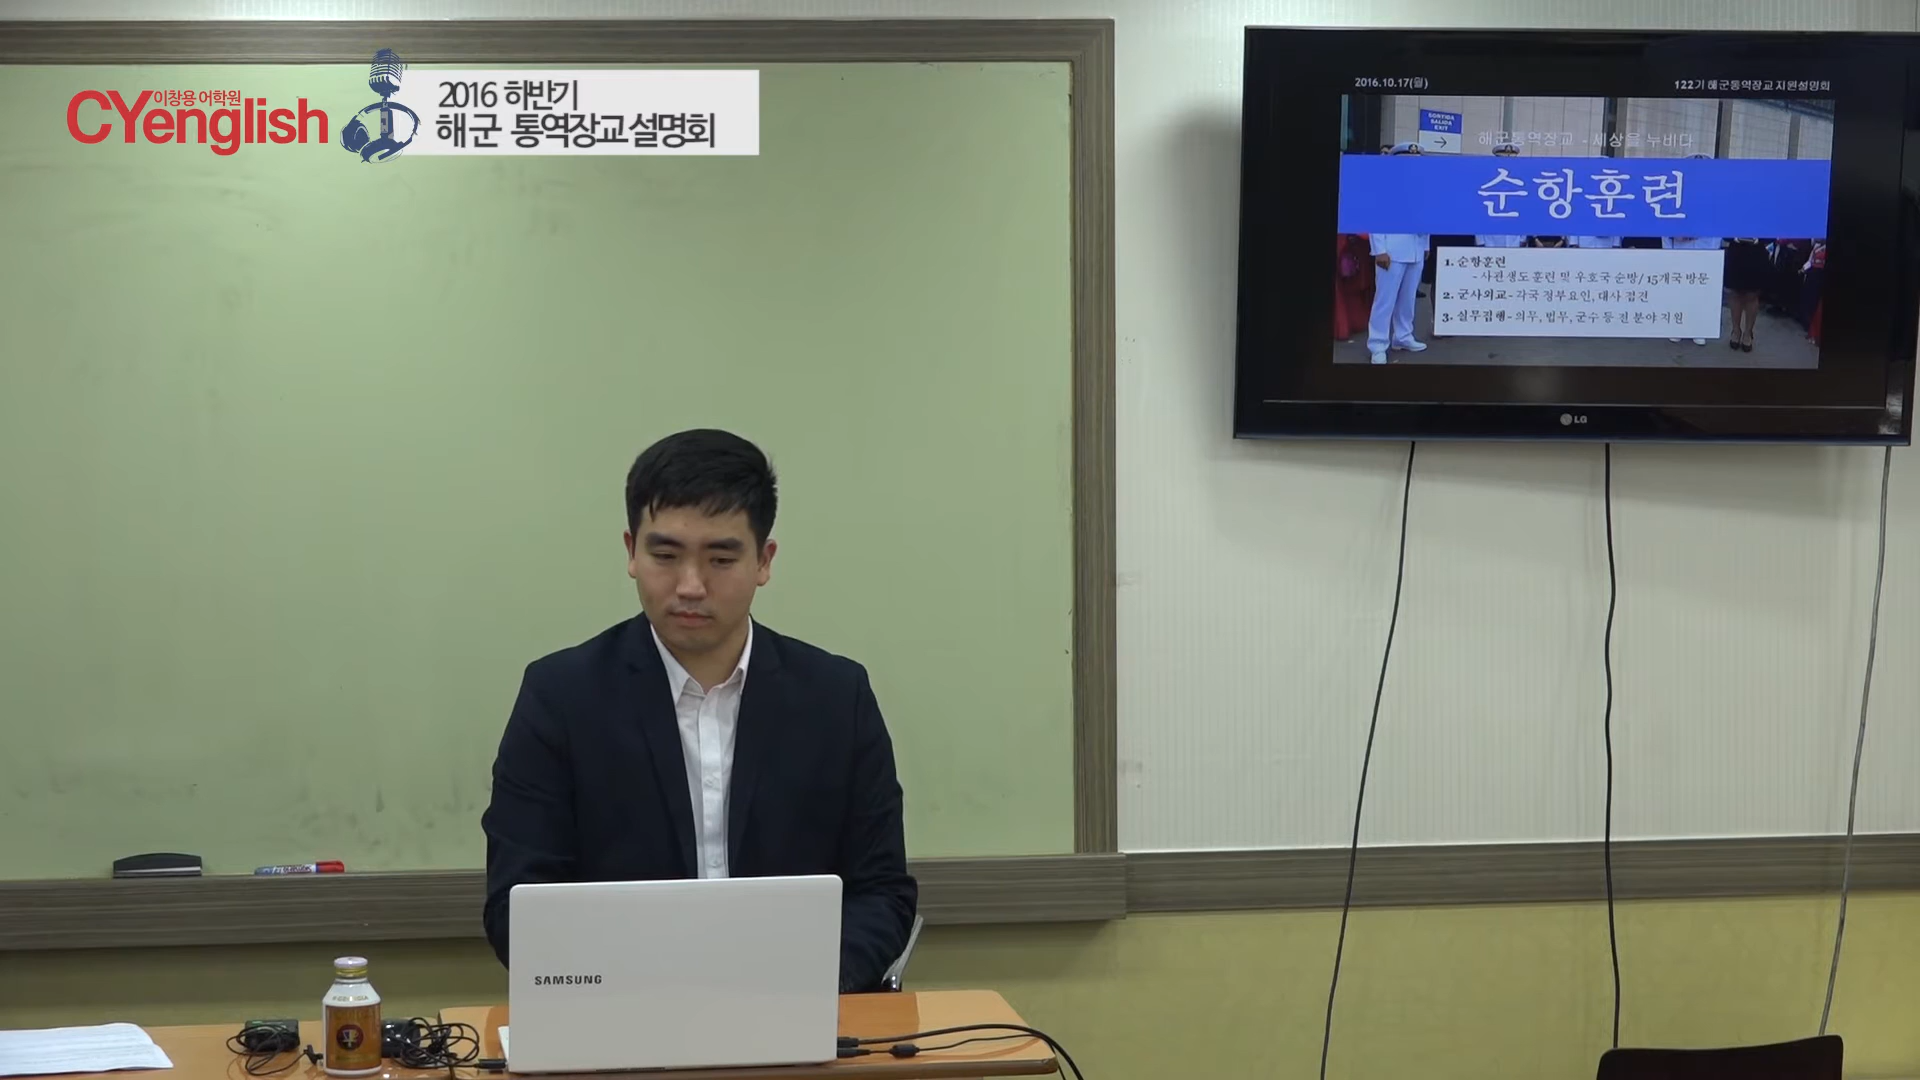 이창용 어학원
CYenglish
2016 하반기
해군 통역장교설명회
2016.10.17(월)
122기 해군통역장교 지원설명회
SORTIDA
SALIDA
EXIT
해군통역장교 - 세상을 누비다
순항훈련
1. 순항훈련
- 사관생도 훈련 및 우호국 순방/ 15개국 방문
2. 군사외교 - 각국 정부요인, 대사 접견
3. 실무집행 - 의무, 법무, 군수 등 전 분야 지원
LG
SAMSUNG
GEORGIA